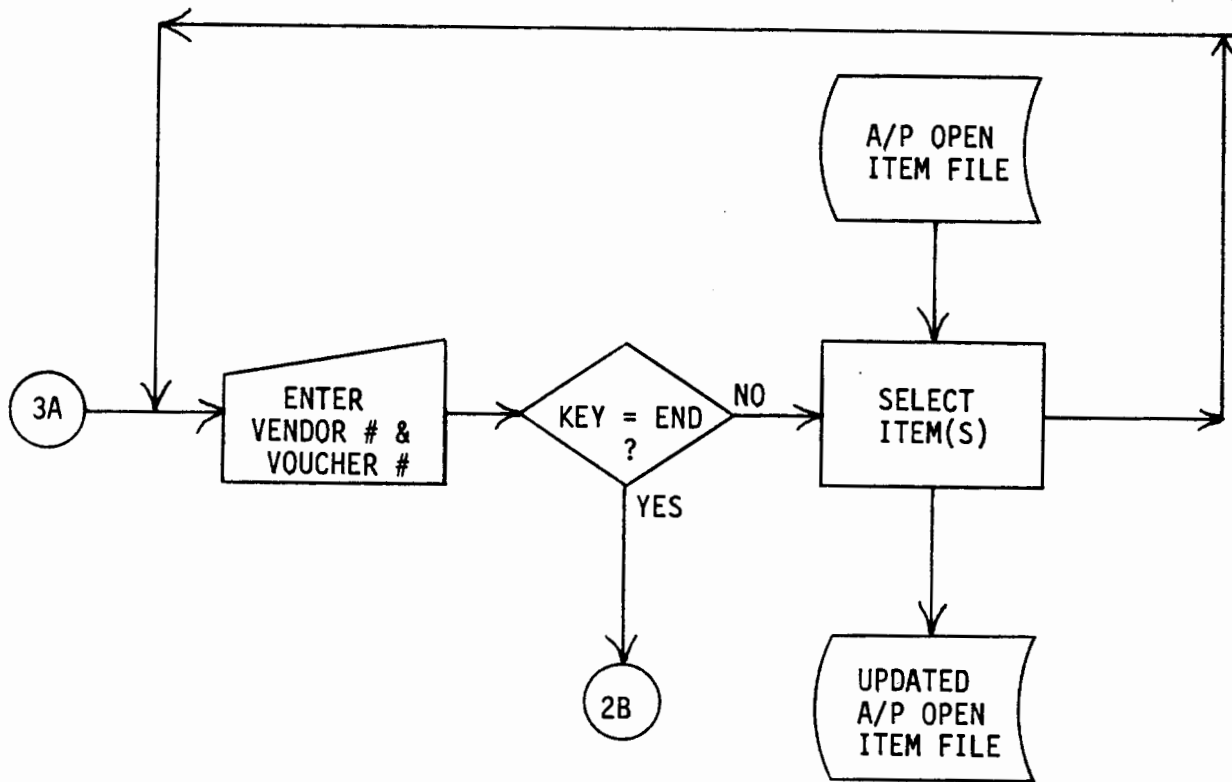 A/P OPEN
ITEM FILE
3A
ENTER
VENDOR # &
VOUCHER #
KEY = END
?
NO
YES
SELECT
ITEM(S)
2B
UPDATED
A/P OPEN
ITEM FILE